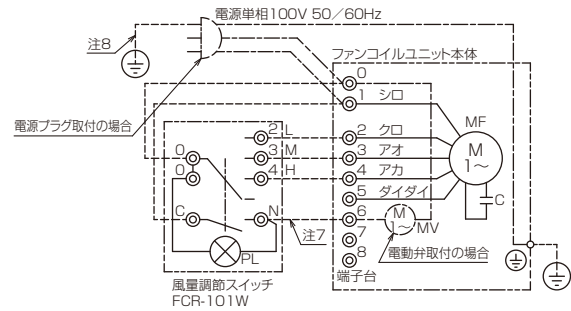 電源単相100V 50／60Hz
注8
ファンコイルユニット本体
0
1 シロ
電源プラグ取付の場合
MF
2 L
2 クロ
M
1～
0
3 M
3 アオ
0
4 H
4 アカ
5 ダイダイ
C
C
N
6
M
1～
MV
注7
7
電動弁取付の場合
PL
8
端子台
風量調節スイッチ
FCR-101W